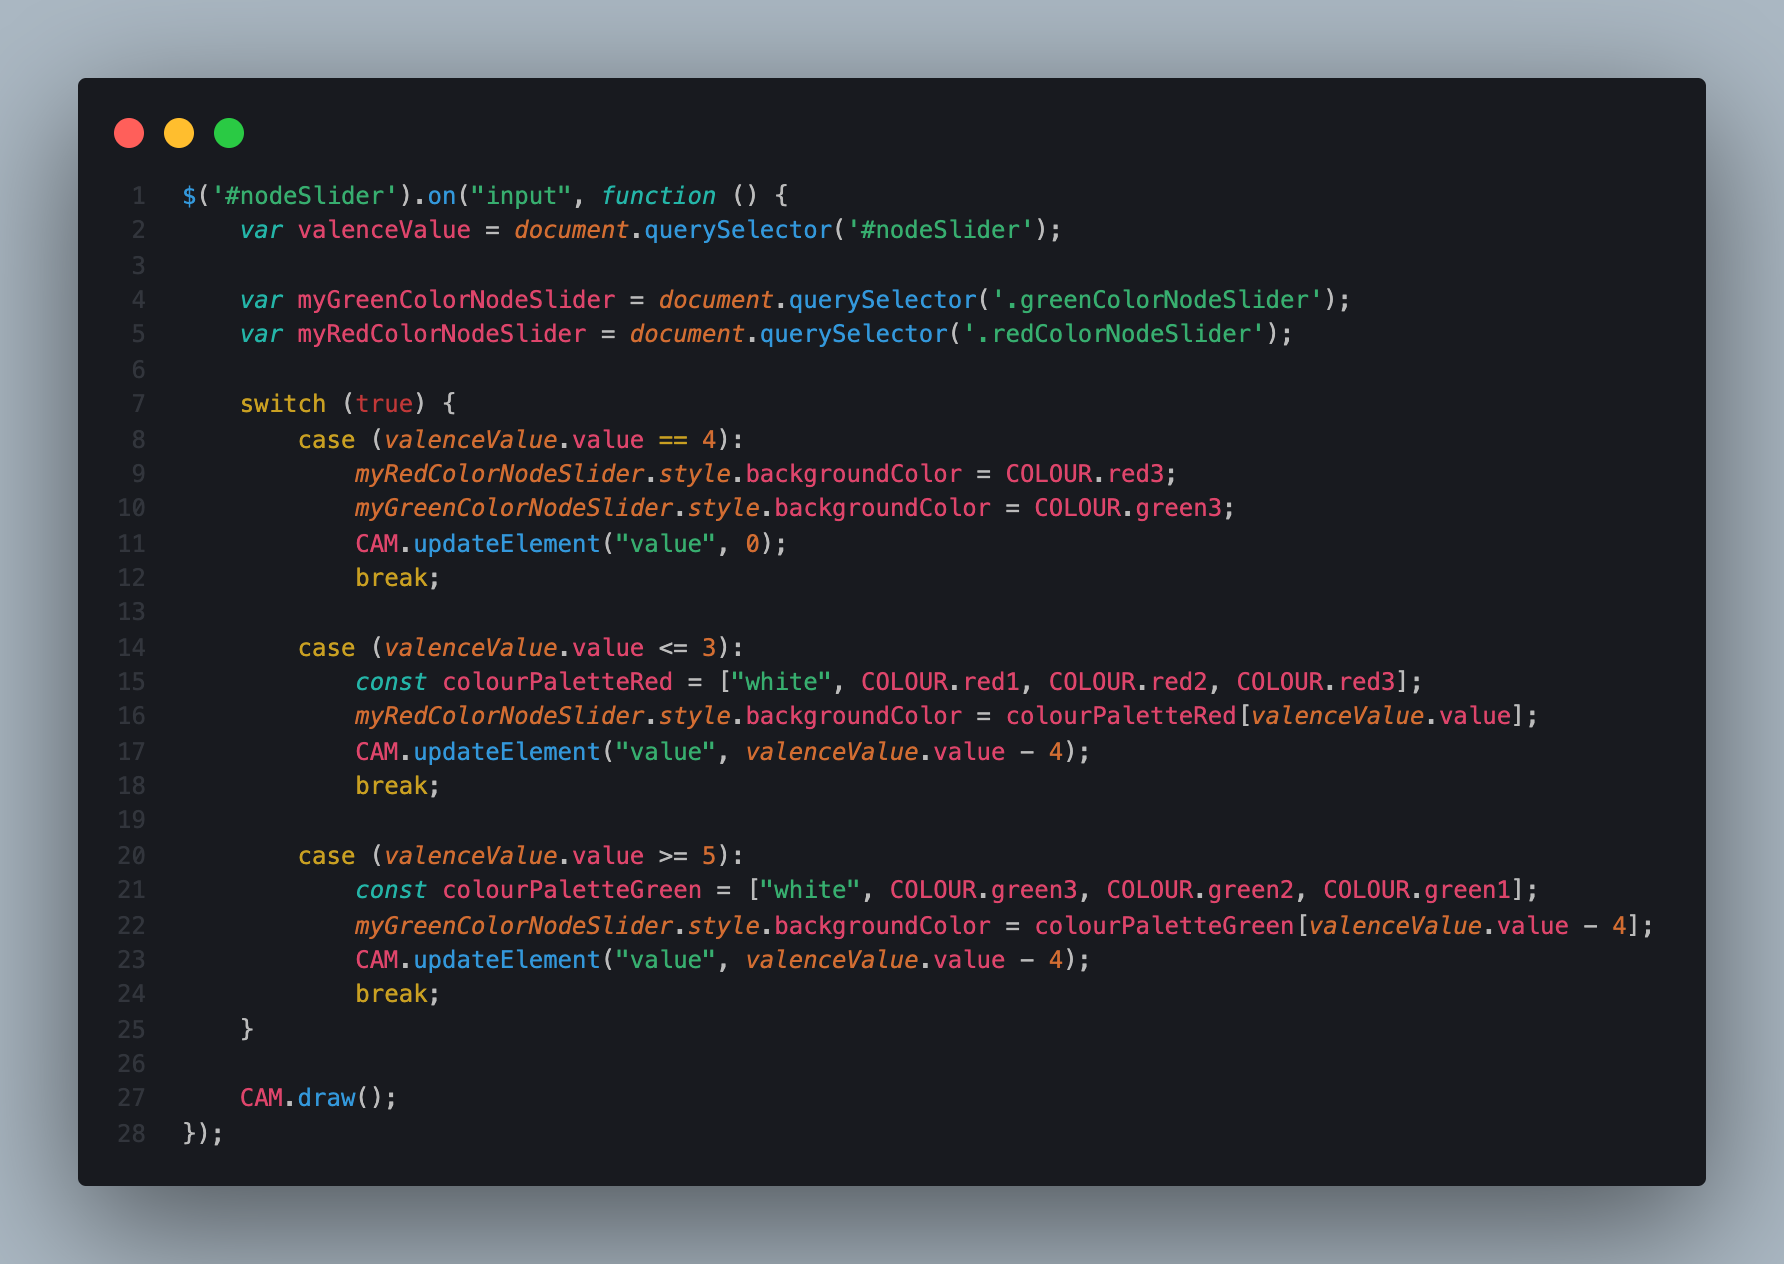 1 $('#nodeSlider').on("input", function () {
2     var valenceValue = document.querySelector('#nodeSlider');
3
4     var myGreenColorNodeSlider = document.querySelector('.greenColorNodeSlider');
5     var myRedColorNodeSlider = document.querySelector('.redColorNodeSlider');
6
7     switch (true) {
8         case (valenceValue.value == 4):
9             myRedColorNodeSlider.style.backgroundColor = COLOUR.red3;
10             myGreenColorNodeSlider.style.backgroundColor = COLOUR.green3;
11             CAM.updateElement("value", 0);
12             break;
13
14         case (valenceValue.value <= 3):
15             const colourPaletteRed = ["white", COLOUR.red1, COLOUR.red2, COLOUR.red3];
16             myRedColorNodeSlider.style.backgroundColor = colourPaletteRed[valenceValue.value];
17             CAM.updateElement("value", valenceValue.value - 4);
18             break;
19
20         case (valenceValue.value >= 5):
21             const colourPaletteGreen = ["white", COLOUR.green3, COLOUR.green2, COLOUR.green1];
22             myGreenColorNodeSlider.style.backgroundColor = colourPaletteGreen[valenceValue.value - 4];
23             CAM.updateElement("value", valenceValue.value - 4);
24             break;
25     }
26
27     CAM.draw();
28 });